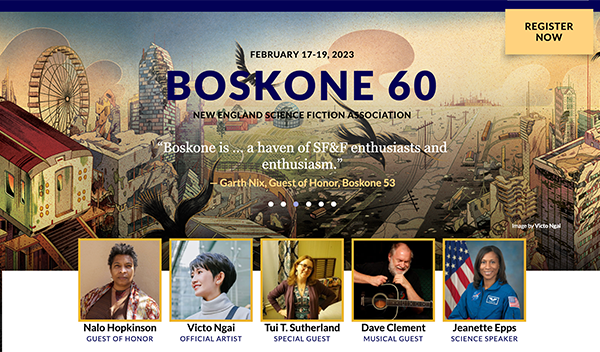 REGISTER
NOW
FEBRUARY 17-19, 2023
BOSKONE 60
NEW ENGLAND SCIENCE FICTION ASSOCIATION
“Boskone is ... a haven of SF&F enthusiasts and
enthusiasm.”
— Garth Nix, Guest of Honor, Boskone 53
Image by Victo Ngai
Nalo Hopkinson
GUEST OF HONOR
Victo Ngai
OFFICIAL ARTIST
Tui T. Sutherland
SPECIAL GUEST
Dave Clement
MUSICAL GUEST
Jeanette Epps
SCIENCE SPEAKER